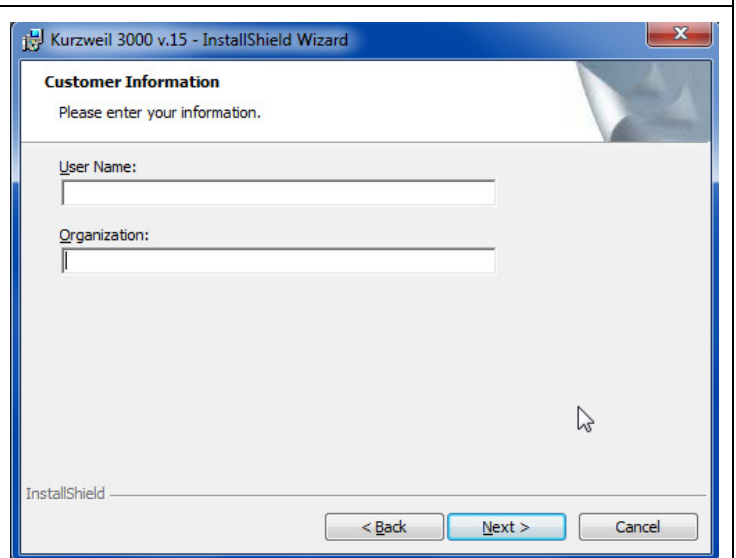 Kurzweil 3000 v.15 - InstallShield Wizard
Customer Information
Please enter your information.
User Name:
Organization:
InstallShield
< Back Next > Cancel